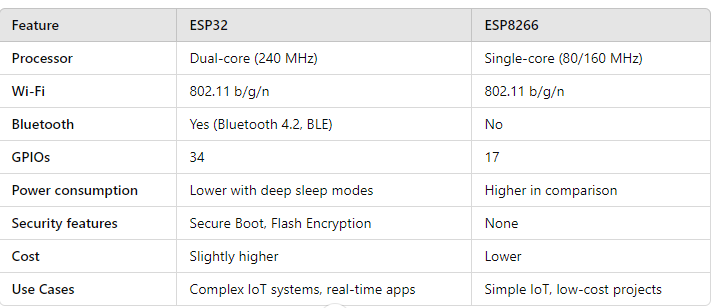 Feature ESP32 ESP8266
Processor Dual-core (240 MHz) Single-core (80/160 MHz)
Wi-Fi 802.11 b/g/n 802.11 b/g/n
Bluetooth Yes (Bluetooth 4.2, BLE) No
GPIOs 34 17
Power consumption Lower with deep sleep modes Higher in comparison
Security features Secure Boot, Flash Encryption None
Cost Slightly higher Lower
Use Cases Complex IoT systems, real-time apps Simple IoT, low-cost projects